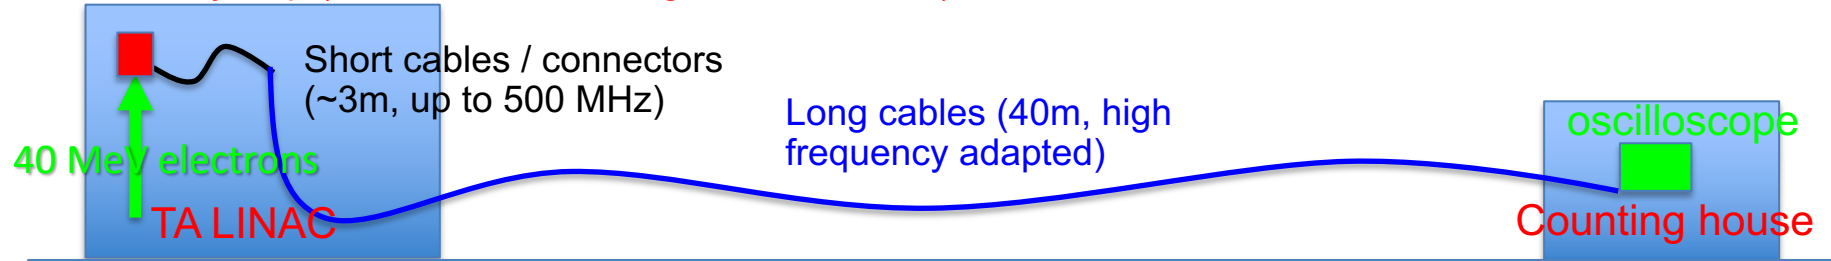 Short cables / connectors
(~3m, up to 500 MHz)
Long cables (40m, high
frequency adapted)
oscilloscope
40 MeV electrons
TA LINAC
Counting house